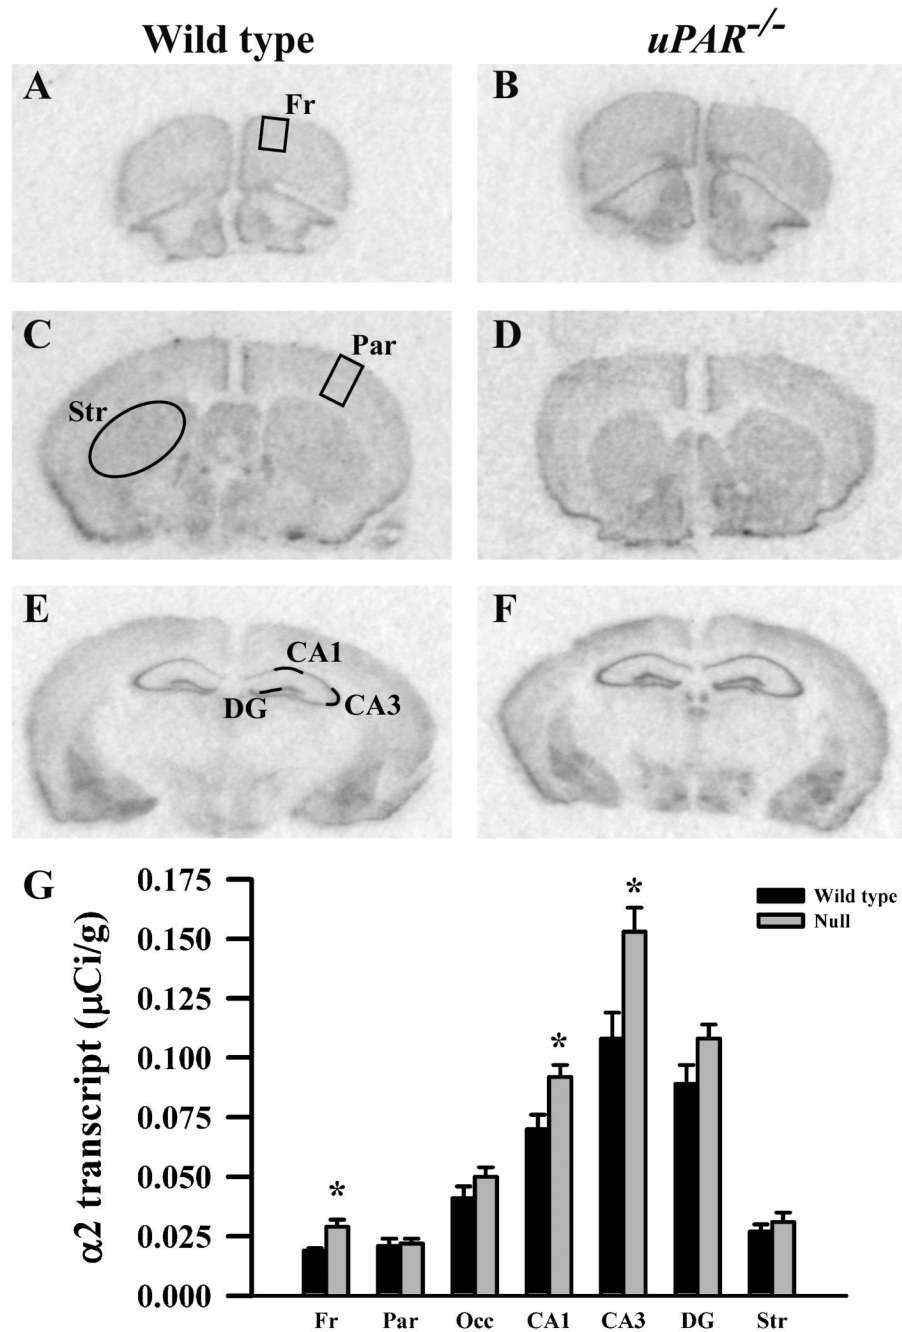 Wild type
uPAR-/-
A
Fr
B
C
Par
Str
D
E
CA1
DG
CA3
F
G
0.175
0.150
0.125
0.100
0.075
0.050
0.025
0.000
α2 transcript (μCi/g)
Wild type
Null
*
*
*
Fr Par Occ CA1 CA3 DG Str